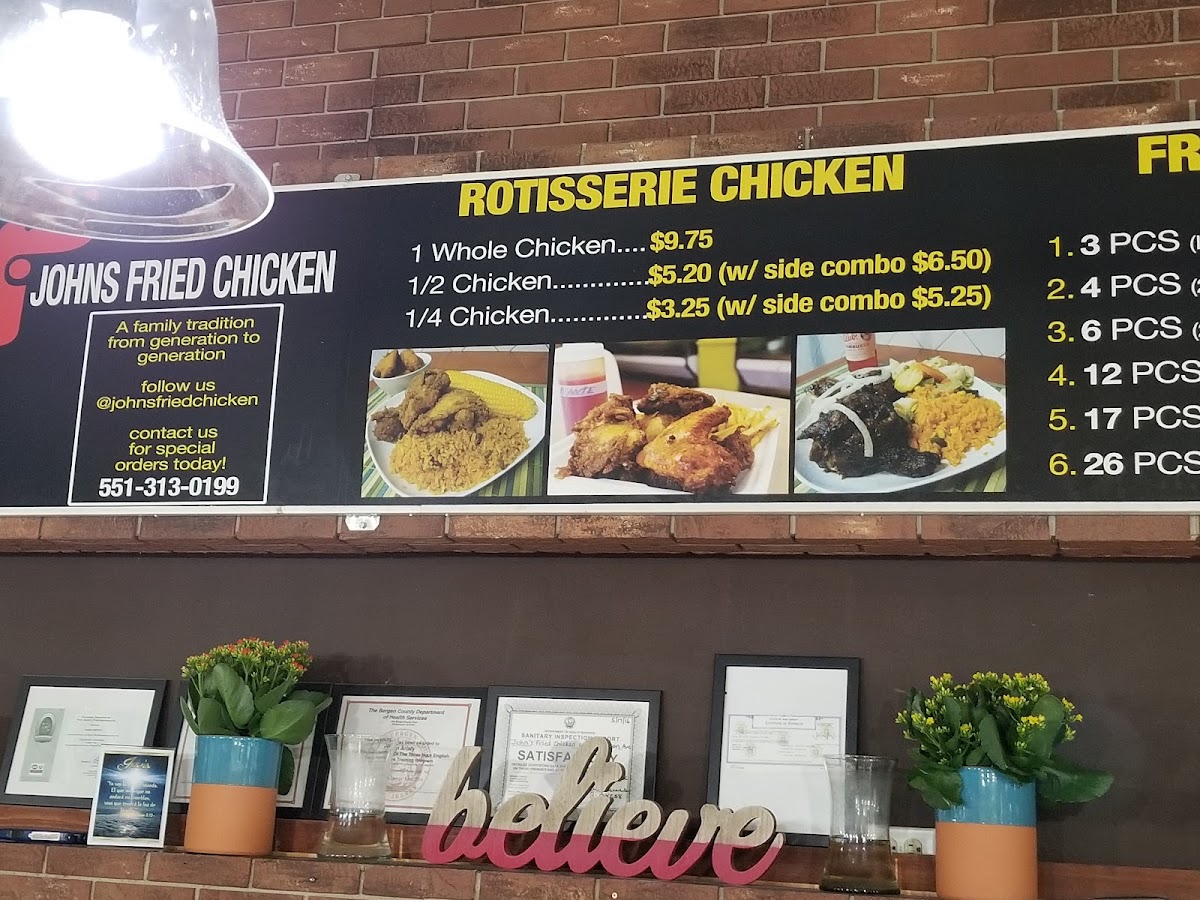 JOHNS FRIED CHICKEN
A family tradition
from generation to
generation
follow us
@johnsfriedchicken
contact us
for special
orders today!
551-313-0199
ROTISSERIE CHICKEN
1 Whole Chicken....$9.75
1/2 Chicken.............$5.20 (w/ side combo $6.50)
1/4 Chicken.............$3.25 (w/ side combo $5.25)
FR
1. 3 PCS
2. 4 PCS
3. 6 PCS
4. 12 PCS
5. 17 PCS
6. 26 PCS
The Bergen County Department
of Health Services
SANITARY INSPECTION
John's Fried Chicken
SATISFA
believe